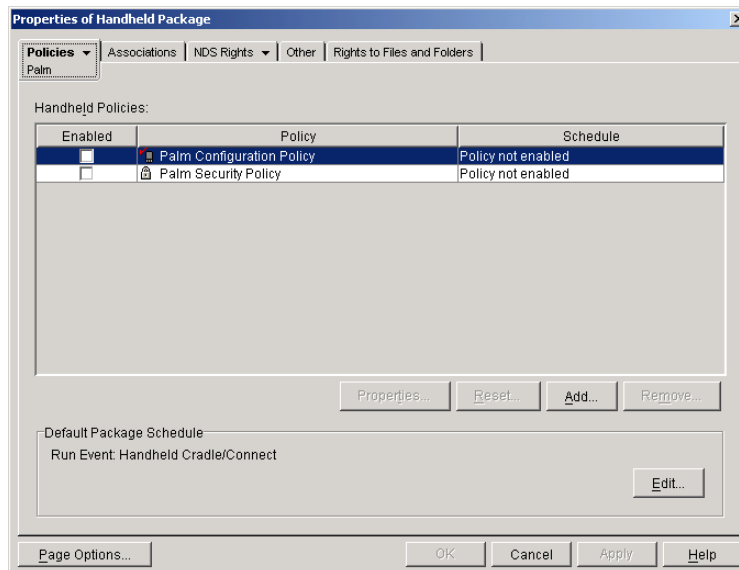 Properties of Handheld Package
Policies Associations NDS Rights Other Rights to Files and Folders
Palm
Handheld Policies:
Enabled Policy Schedule
Palm Configuration Policy Policy not enabled
Palm Security Policy Policy not enabled
Properties... Reset... Add... Remove...
Default Package Schedule
Run Event: Handheld Cradle/Connect
Edit...
Page Options... OK Cancel Apply Help